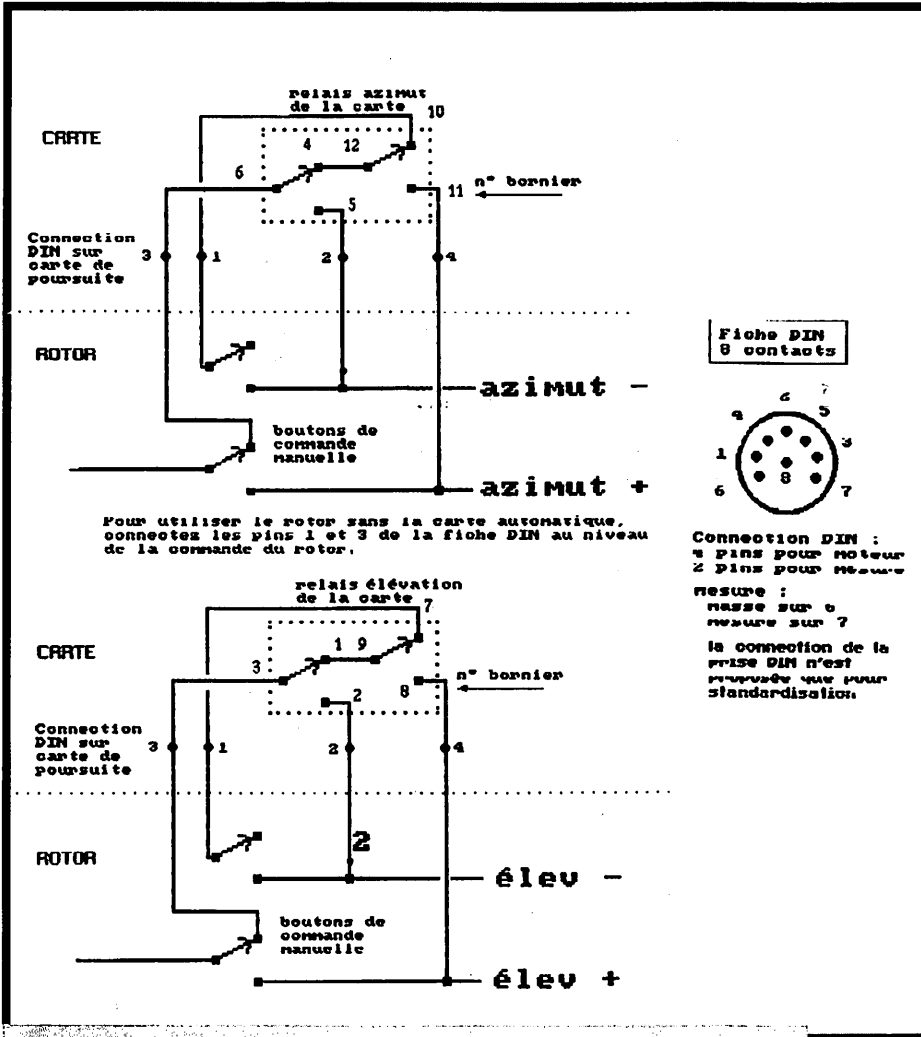 relais azimut
de la carte
10
CARTE
4 12
6
n° bornier
11
5
Connection
DIN sur
carte de
poursuite
3 1 2 4
ROTOR
azimut -
boutons de
commande
manuelle
azimut +
Pour utiliser le rotor sans la carte automatique,
connectez les pins 1 et 3 de la fiche DIN au niveau
de la commande du rotor.
relais élévation
de la carte
7
CARTE
1 9
3
n° bornier
8
2
Connection
DIN sur
carte de
poursuite
3 1 2 4
2
ROTOR
élev -
boutons de
commande
manuelle
élev +
Fiche DIN
8 contacts
7
4 5
1 3
6 8 7
Connection DIN :
4 pins pour moteur
2 pins pour mesure
mesure :
masse sur 6
mesure sur 7
la connection de la
prise DIN n'est
proposée que pour
standardisation